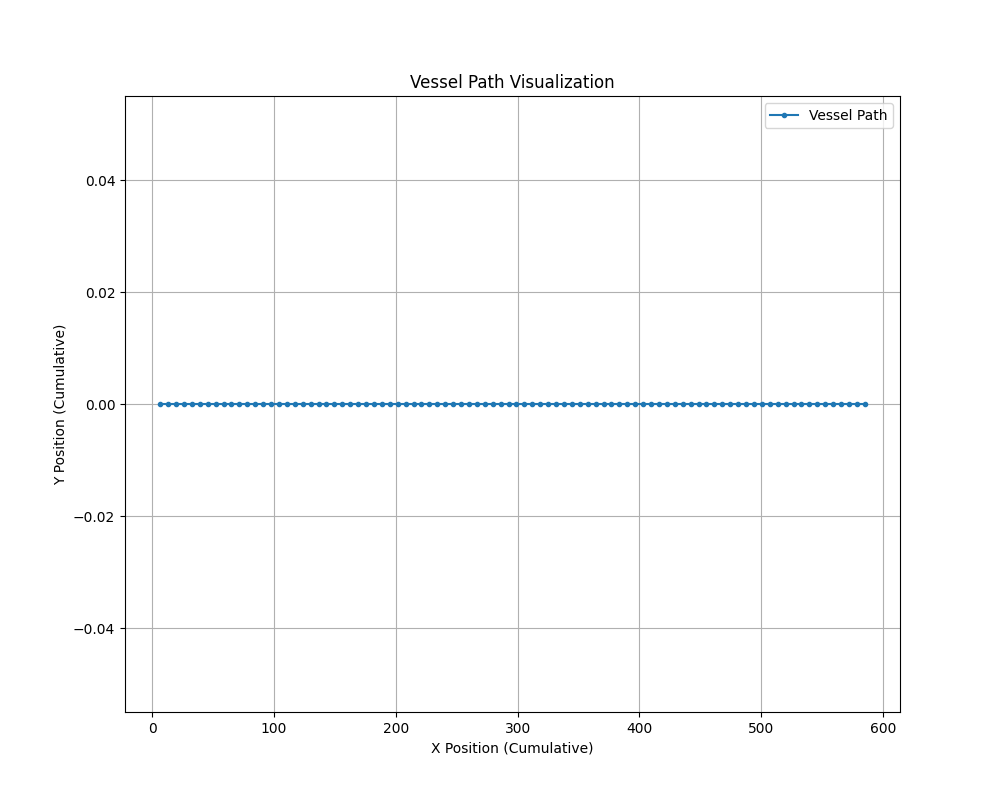 Vessel Path Visualization
Vessel Path
0.04
0.02
0.00
−0.02
−0.04
Y Position (Cumulative)
0 100 200 300 400 500 600
X Position (Cumulative)